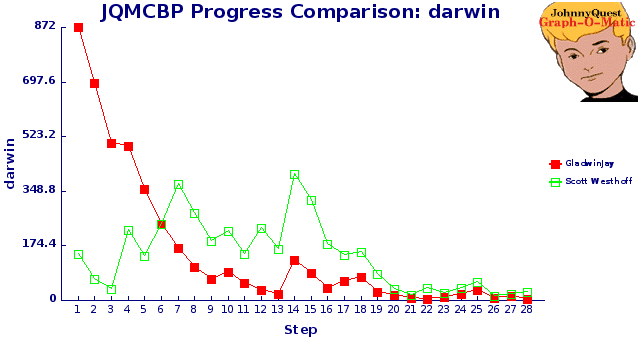 JQMCBP Progress Comparison: darwin
JohnnyQuest
Graph-O-Matic
872
697.6
523.2
348.8
174.4
0
darwin
1 2 3 4 5 6 7 8 9 10 11 12 13 14 15 16 17 18 19 20 21 22 23 24 25 26 27 28
Step
GladwinJay
Scott Westhoff